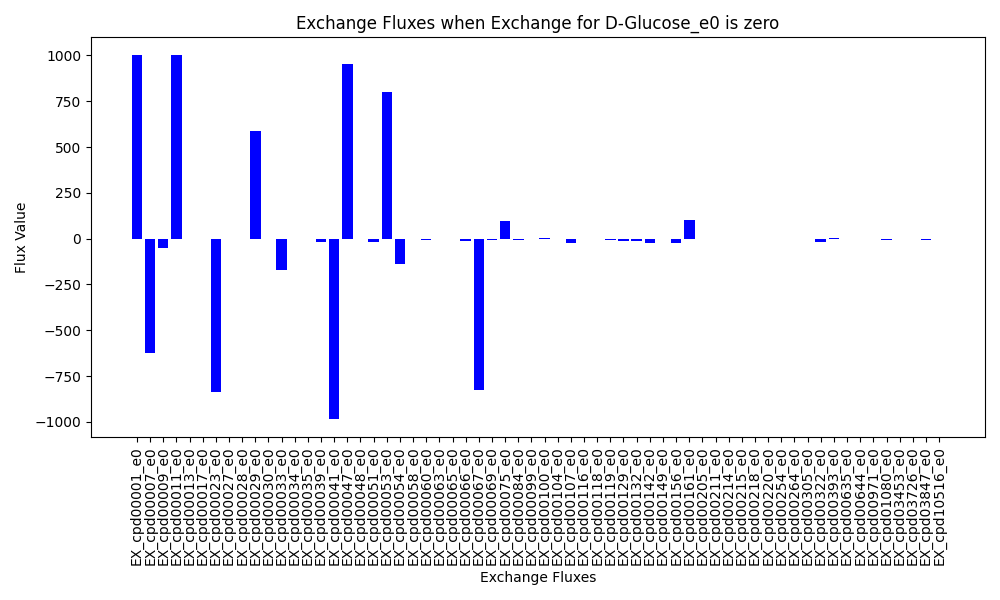 Exchange Fluxes when Exchange for D-Glucose_e0 is zero
Flux Value
1000
750
500
250
0
−250
−500
−750
−1000
EX_cpd00001_e0
EX_cpd00007_e0
EX_cpd00009_e0
EX_cpd00011_e0
EX_cpd00013_e0
EX_cpd00017_e0
EX_cpd00023_e0
EX_cpd00027_e0
EX_cpd00028_e0
EX_cpd00029_e0
EX_cpd00030_e0
EX_cpd00033_e0
EX_cpd00034_e0
EX_cpd00035_e0
EX_cpd00039_e0
EX_cpd00041_e0
EX_cpd00047_e0
EX_cpd00048_e0
EX_cpd00051_e0
EX_cpd00053_e0
EX_cpd00054_e0
EX_cpd00058_e0
EX_cpd00060_e0
EX_cpd00063_e0
EX_cpd00065_e0
EX_cpd00066_e0
EX_cpd00067_e0
EX_cpd00069_e0
EX_cpd00075_e0
EX_cpd00084_e0
EX_cpd00099_e0
EX_cpd00100_e0
EX_cpd00104_e0
EX_cpd00107_e0
EX_cpd00116_e0
EX_cpd00118_e0
EX_cpd00119_e0
EX_cpd00129_e0
EX_cpd00132_e0
EX_cpd00142_e0
EX_cpd00149_e0
EX_cpd00156_e0
EX_cpd00161_e0
EX_cpd00205_e0
EX_cpd00211_e0
EX_cpd00214_e0
EX_cpd00215_e0
EX_cpd00218_e0
EX_cpd00220_e0
EX_cpd00254_e0
EX_cpd00264_e0
EX_cpd00305_e0
EX_cpd00322_e0
EX_cpd00393_e0
EX_cpd00635_e0
EX_cpd00644_e0
EX_cpd00971_e0
EX_cpd01080_e0
EX_cpd03453_e0
EX_cpd03726_e0
EX_cpd03847_e0
EX_cpd10516_e0
Exchange Fluxes